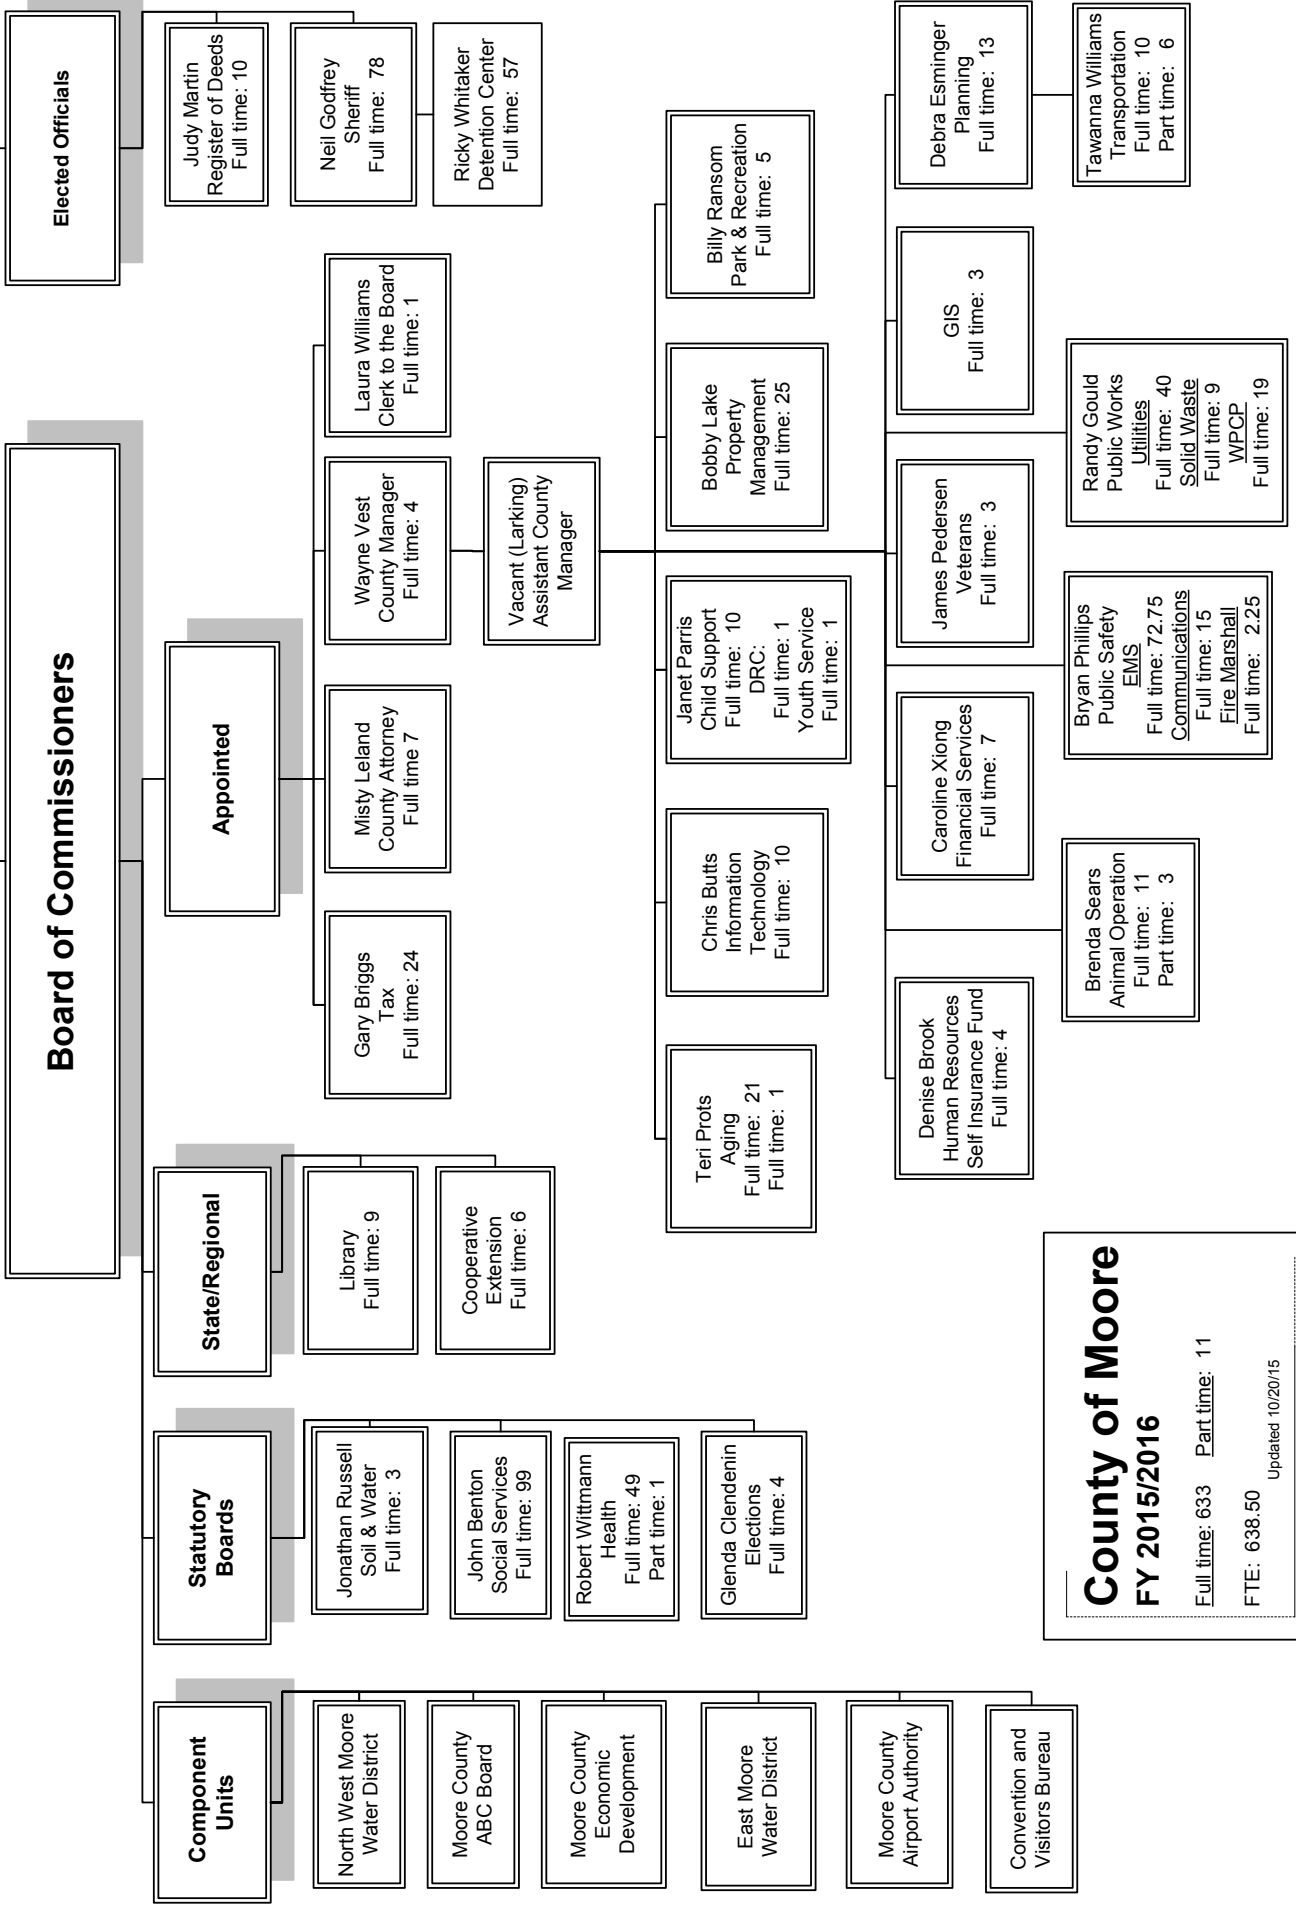 Board of Commissioners
Elected Officials
Judy Martin
Register of Deeds
Full time: 10
Neil Godfrey
Sheriff
Full time: 78
Ricky Whitaker
Detention Center
Full time: 57
Appointed
Gary Briggs
Tax
Full time: 24
Misty Leland
County Attorney
Full time 7
Wayne Vest
County Manager
Full time: 4
Laura Williams
Clerk to the Board
Full time: 1
Vacant (Larking)
Assistant County
Manager
Teri Prots
Aging
Full time: 21
Full time: 1
Chris Butts
Information
Technology
Full time: 10
Janet Parris
Child Support
Full time: 10
DRC:
Full time: 1
Youth Service
Full time: 1
Bobby Lake
Property
Management
Full time: 25
Billy Ransom
Park & Recreation
Full time: 5
Denise Brook
Human Resources
Self Insurance Fund
Full time: 4
Brenda Sears
Animal Operation
Full time: 11
Part time: 3
Caroline Xiong
Financial Services
Full time: 7
Bryan Phillips
Public Safety
EMS
Full time: 72.75
Communications
Full time: 15
Fire Marshall
Full time: 2.25
James Pedersen
Veterans
Full time: 3
Randy Gould
Public Works
Utilities
Full time: 40
Solid Waste
Full time: 9
WPCP
Full time: 19
GIS
Full time: 3
Debra Esminger
Planning
Full time: 13
Tawanna Williams
Transportation
Full time: 10
Part time: 6
State/Regional
Library
Full time: 9
Cooperative
Extension
Full time: 6
Statutory
Boards
Jonathan Russell
Soil & Water
Full time: 3
John Benton
Social Services
Full time: 99
Robert Wittmann
Health
Full time: 49
Part time: 1
Glenda Clendenin
Elections
Full time: 4
Component
Units
North West Moore
Water District
Moore County
ABC Board
Moore County
Economic
Development
East Moore
Water District
Moore County
Airport Authority
Convention and
Visitors Bureau
County of Moore
FY 2015/2016
Full time: 633 Part time: 11
FTE: 638.50
Updated 10/20/15